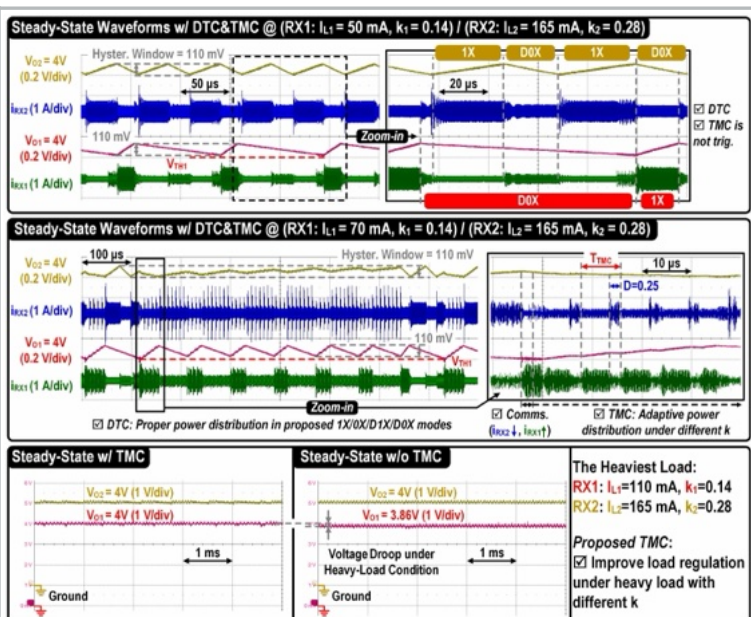 Steady-State Waveforms w/ DTC&TMC @ (RX1: IL1= 50 mA, k1= 0.14) / (RX2: IL2= 165 mA, k2= 0.28)
VO2 = 4V
(0.2 V/div)
Hyster. Window = 110 mV
50 µs
iRX2 (1 A/div)
VO1 = 4V
(0.2 V/div)
110 mV
VTH1
iRX1 (1 A/div)
Zoom-in
1X D0X 1X D0X
20 µs
☑ DTC
☑ TMC is
not trig.
D0X 1X
Steady-State Waveforms w/ DTC&TMC @ (RX1: IL1= 70 mA, k1= 0.14) / (RX2: IL2= 165 mA, k2= 0.28)
100 µs
VO2 = 4V
(0.2 V/div)
Hyster. Window = 110 mV
iRX2 (1 A/div)
VO1 = 4V
(0.2 V/div)
110 mV
VTH1
iRX1 (1 A/div)
Zoom-in
TTMC
10 µs
D=0.25
☑ DTC: Proper power distribution in proposed 1X/0X/D1X/D0X modes
☑ Comms.
(iRX2↓, iRX1↑)
☑ TMC: Adaptive power
distribution under different k
Steady-State w/ TMC
VO2 = 4V (1 V/div)
VO1 = 4V (1 V/div)
1 ms
Ground
Steady-State w/o TMC
VO2 = 4V (1 V/div)
VO1 = 3.86V (1 V/div)
Voltage Droop under
Heavy-Load Condition
1 ms
Ground
The Heaviest Load:
RX1: IL1=110 mA, k1=0.14
RX2: IL2=165 mA, k2=0.28
Proposed TMC:
☑ Improve load regulation
under heavy load with
different k